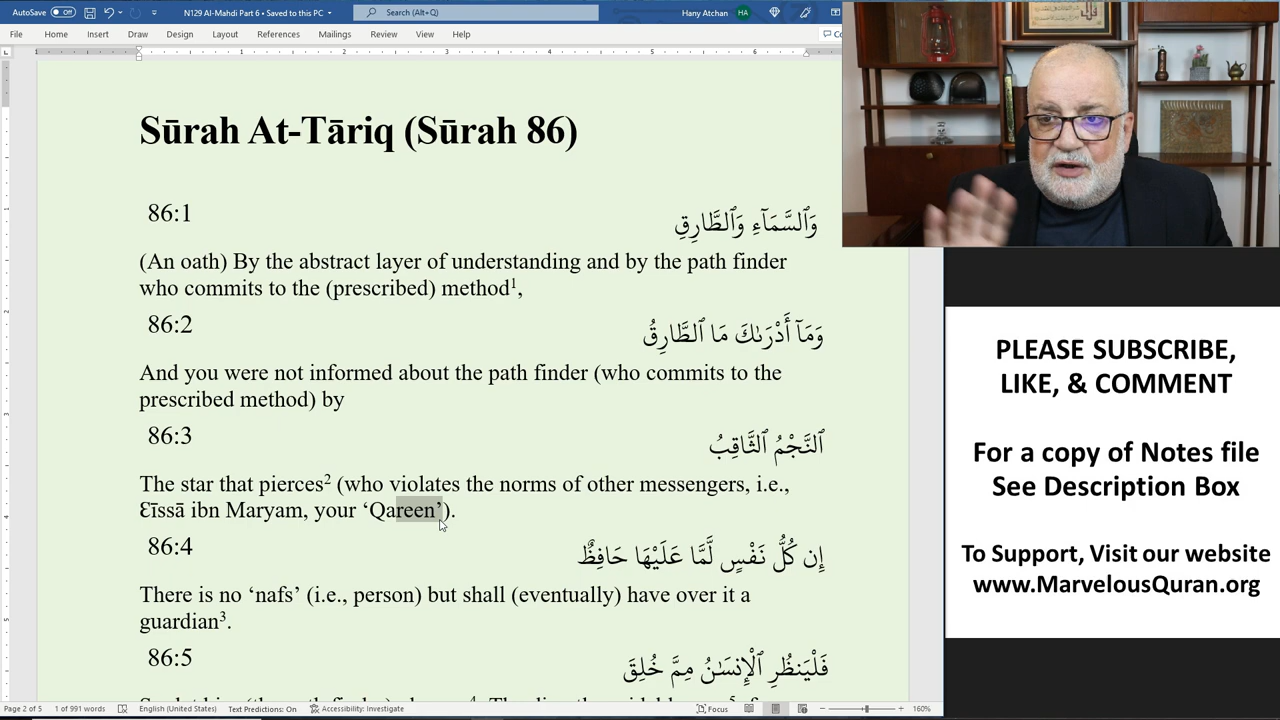 AutoSave Off N129 Al-Mahdi Part 6 • Saved to this PC Search (Alt+Q) Hany Atchan HA
File Home Insert Draw Design Layout References Mailings Review View Help Co
Sūrah At-Tāriq (Sūrah 86)
86:1 وَٱلسَّمَآءِ وَٱلطَّارِقِ
(An oath) By the abstract layer of understanding and by the path finder
who commits to the (prescribed) method¹,
86:2 وَمَآ أَدْرَىٰكَ مَا ٱلطَّارِقُ
And you were not informed about the path finder (who commits to the
prescribed method) by
86:3 ٱلنَّجْمُ ٱلثَّاقِبُ
The star that pierces² (who violates the norms of other messengers, i.e.,
Ɛīssā ibn Maryam, your ‘Qareen’).
86:4 إِن كُلُّ نَفْسٍ لَّمَّا عَلَيْهَا حَافِظٌ
There is no ‘nafs’ (i.e., person) but shall (eventually) have over it a
guardian³.
86:5 فَلْيَنظُرِ ٱلْإِنسَـٰنُ مِمَّ خُلِقَ
PLEASE SUBSCRIBE,
LIKE, & COMMENT
For a copy of Notes file
See Description Box
To Support, Visit our website
www.MarvelousQuran.org
Page 2 of 5 1 of 991 words English (United States) Text Predictions: On Accessibility: Investigate Focus 160%